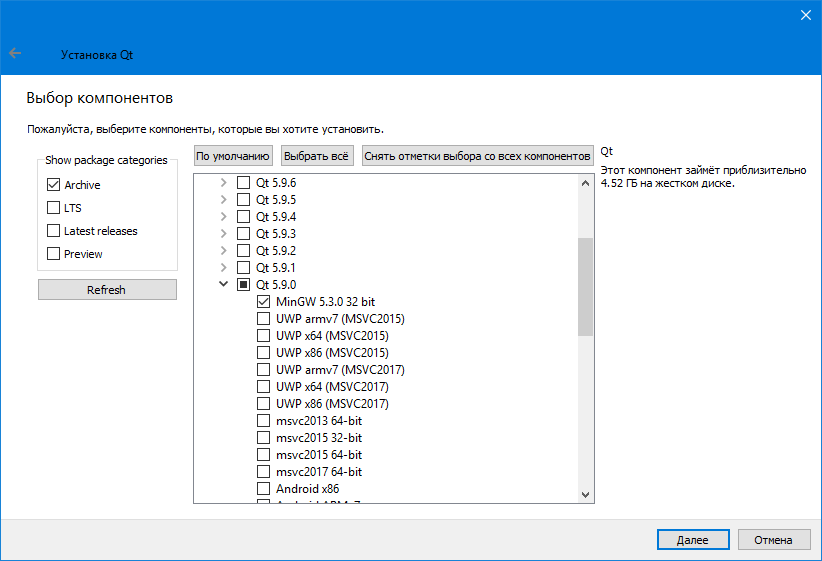 Установка Qt
Выбор компонентов
Пожалуйста, выберите компоненты, которые вы хотите установить.
Show package categories
Archive
LTS
Latest releases
Preview
Refresh
По умолчанию
Выбрать всё
Снять отметки выбора со всех компонентов
Qt 5.9.6
Qt 5.9.5
Qt 5.9.4
Qt 5.9.3
Qt 5.9.2
Qt 5.9.1
Qt 5.9.0
MinGW 5.3.0 32 bit
UWP armv7 (MSVC2015)
UWP x64 (MSVC2015)
UWP x86 (MSVC2015)
UWP armv7 (MSVC2017)
UWP x64 (MSVC2017)
UWP x86 (MSVC2017)
msvc2013 64-bit
msvc2015 32-bit
msvc2015 64-bit
msvc2017 64-bit
Android x86
Qt
Этот компонент займёт приблизительно
4.52 ГБ на жестком диске.
Далее
Отмена